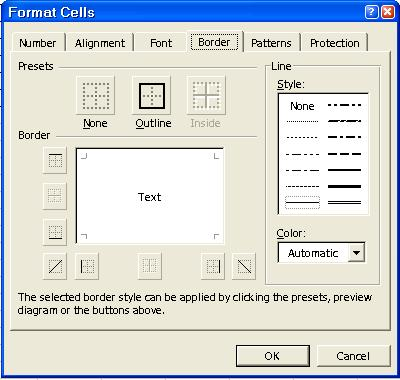 Format Cells
Number Alignment Font Border Patterns Protection
Presets
None Outline Inside
Border
Text
Line
Style:
None
Color:
Automatic
The selected border style can be applied by clicking the presets, preview
diagram or the buttons above.
OK Cancel